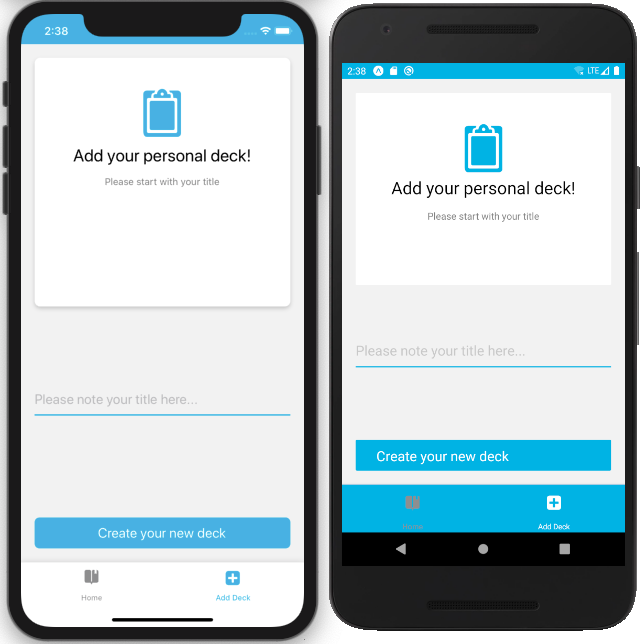 2:38
Add your personal deck!
Please start with your title
Please note your title here...
Create your new deck
Home
Add Deck
2:38
LTE
Add your personal deck!
Please start with your title
Please note your title here...
Create your new deck
Home
Add Deck